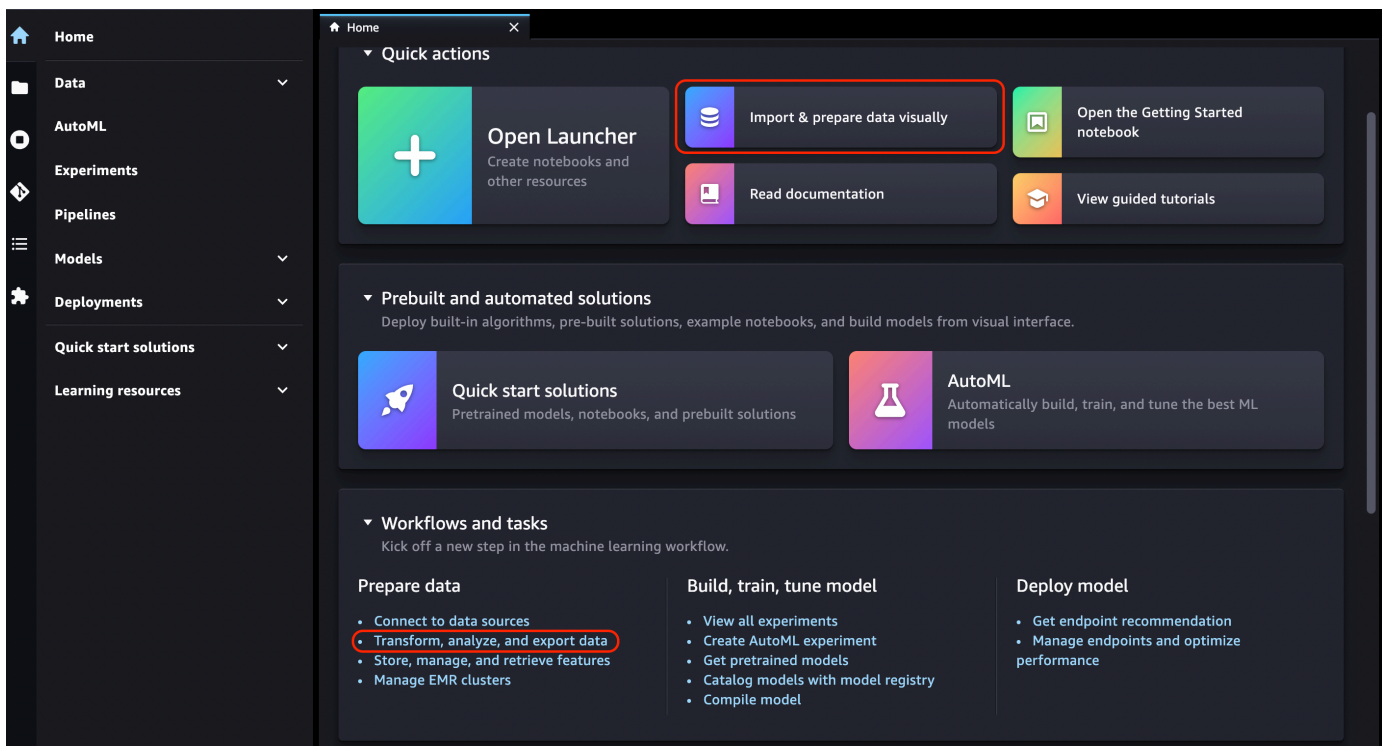 Home
Data
AutoML
Experiments
Pipelines
Models
Deployments
Quick start solutions
Learning resources
Home
Quick actions
Open Launcher
Create notebooks and
other resources
Import & prepare data visually
Read documentation
Open the Getting Started
notebook
View guided tutorials
Prebuilt and automated solutions
Deploy built-in algorithms, pre-built solutions, example notebooks, and build models from visual interface.
Quick start solutions
Pretrained models, notebooks, and prebuilt solutions
AutoML
Automatically build, train, and tune the best ML
models
Workflows and tasks
Kick off a new step in the machine learning workflow.
Prepare data
• Connect to data sources
• Transform, analyze, and export data
• Store, manage, and retrieve features
• Manage EMR clusters
Build, train, tune model
• View all experiments
• Create AutoML experiment
• Get pretrained models
• Catalog models with model registry
• Compile model
Deploy model
• Get endpoint recommendation
• Manage endpoints and optimize
performance